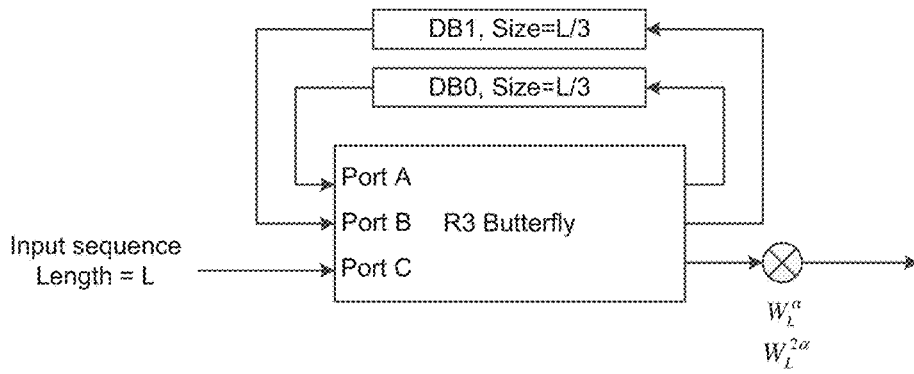 DB1, Size=L/3
DB0, Size=L/3
Port A
Port B R3 Butterfly
Port C
Input sequence
Length = L
W_L^α
W_L^{2α}